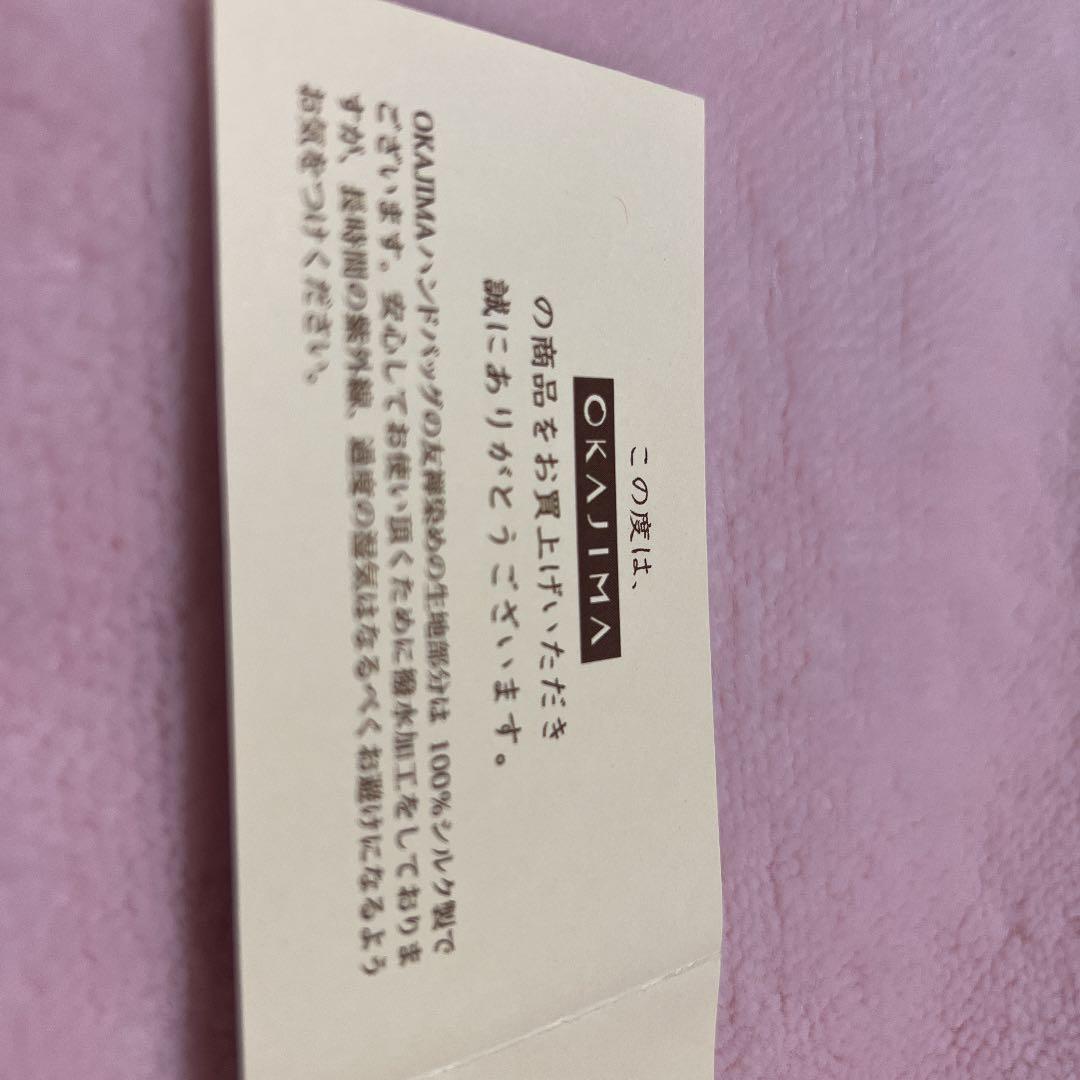 この度は、
OKAJIMA
の商品をお買上げいただき
誠にありがとうございます。
OKAJIMAハンドバッグの友禅染めの生地部分は 100%シルク製で
ございます。安心してお使い頂くために撥水加工をしておりま
すが、長時間の紫外線、過度の湿気はなるべくお避けになるよう
お気をつけください。